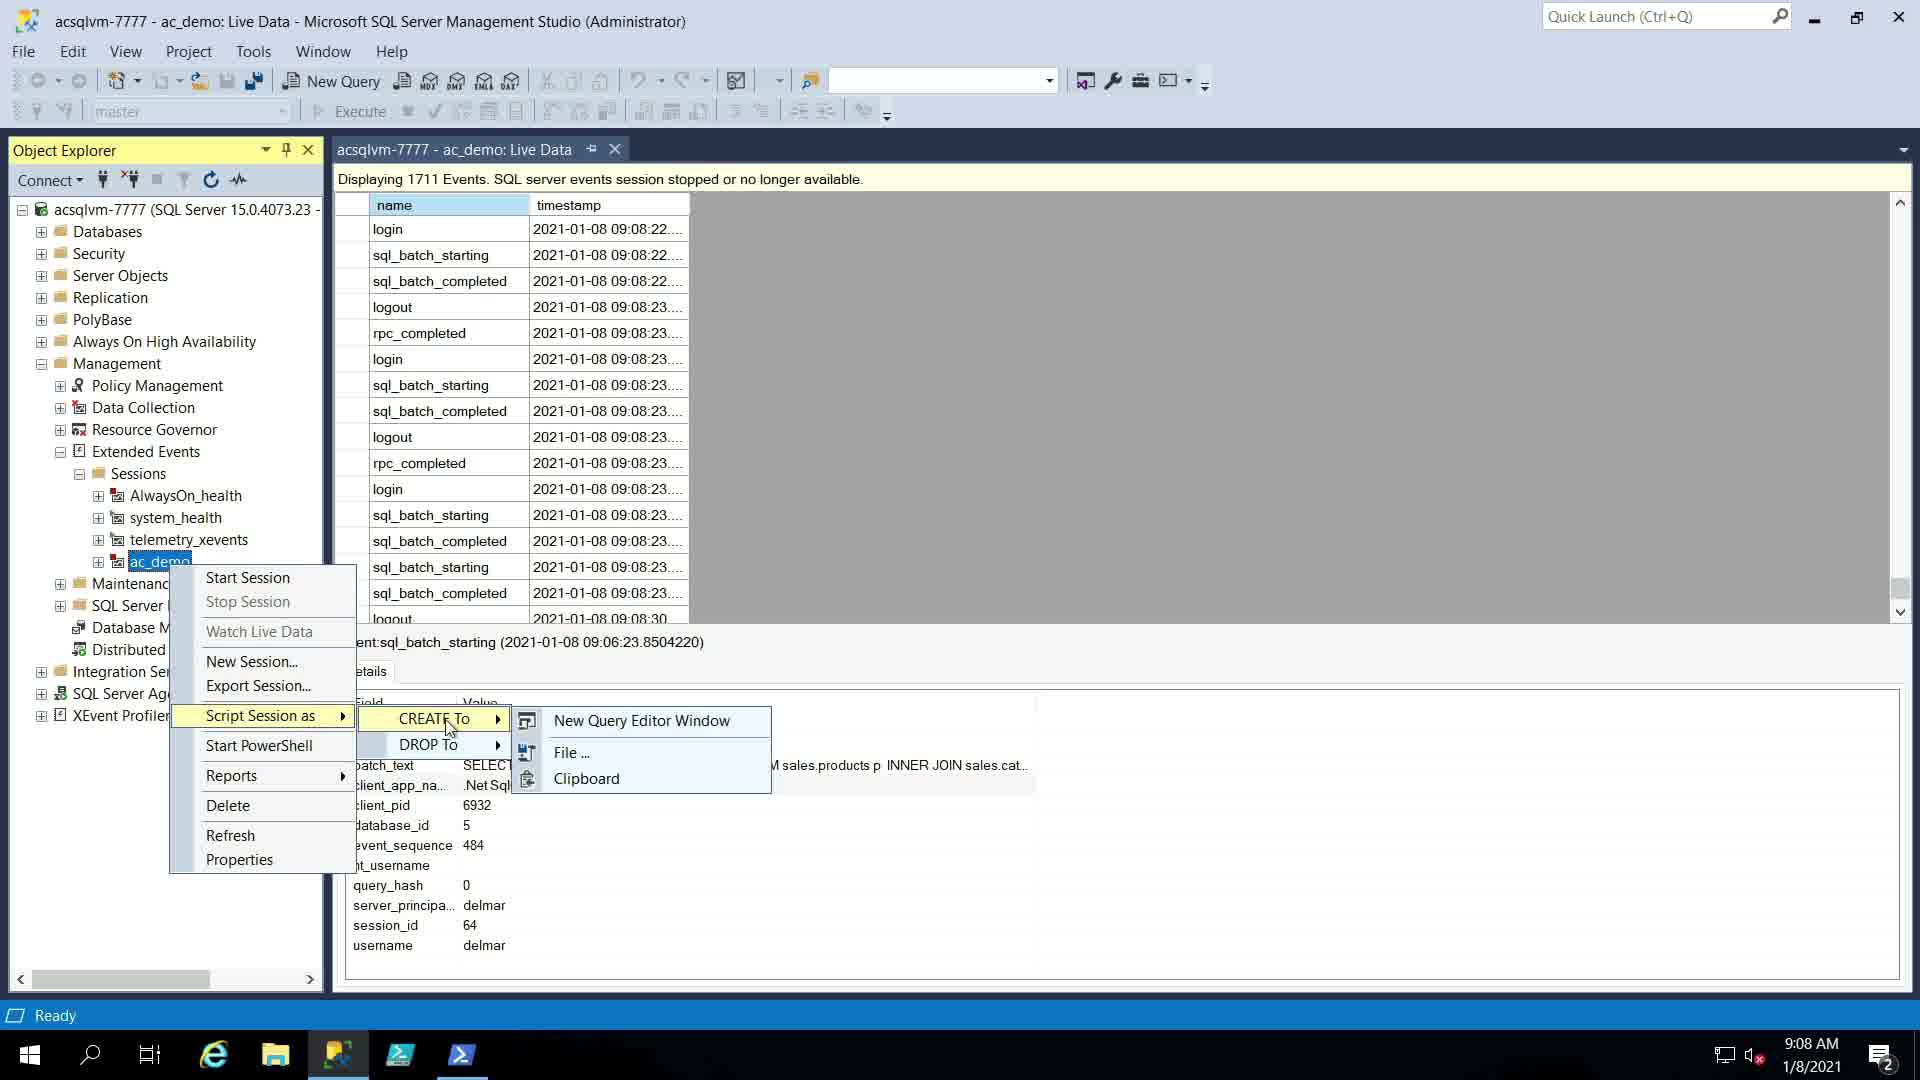 acsqlvm-7777 - ac_demo: Live Data - Microsoft SQL Server Management Studio (Administrator)
Quick Launch (Ctrl+Q)
File Edit View Project Tools Window Help
New Query MDX DMX XMLA DAX
master Execute
Object Explorer
Connect
acsqlvm-7777 (SQL Server 15.0.4073.23 -
Databases
Security
Server Objects
Replication
PolyBase
Always On High Availability
Management
Policy Management
Data Collection
Resource Governor
Extended Events
Sessions
AlwaysOn_health
system_health
telemetry_xevents
ac_demo
Maintenanc
SQL Server
Database M
Distributed
Integration Ser
SQL Server Ag
XEvent Profiler
Start Session
Stop Session
Watch Live Data
New Session...
Export Session...
Script Session as
Start PowerShell
Reports
Delete
Refresh
Properties
CREATE To
DROP To
New Query Editor Window
File ...
Clipboard
acsqlvm-7777 - ac_demo: Live Data
Displaying 1711 Events. SQL server events session stopped or no longer available.
name timestamp
login 2021-01-08 09:08:22....
sql_batch_starting 2021-01-08 09:08:22....
sql_batch_completed 2021-01-08 09:08:22....
logout 2021-01-08 09:08:23....
rpc_completed 2021-01-08 09:08:23....
login 2021-01-08 09:08:23....
sql_batch_starting 2021-01-08 09:08:23....
sql_batch_completed 2021-01-08 09:08:23....
logout 2021-01-08 09:08:23....
rpc_completed 2021-01-08 09:08:23....
login 2021-01-08 09:08:23....
sql_batch_starting 2021-01-08 09:08:23....
sql_batch_completed 2021-01-08 09:08:23....
sql_batch_starting 2021-01-08 09:08:23....
sql_batch_completed 2021-01-08 09:08:23....
logout 2021-01-08 09:08:30
ent:sql_batch_starting (2021-01-08 09:06:23.8504220)
etails
Field Value
batch_text SELECT M sales.products p INNER JOIN sales.cat...
client_app_na... .Net Sql
client_pid 6932
database_id 5
event_sequence 484
nt_username
query_hash 0
server_principa... delmar
session_id 64
username delmar
Ready
9:08 AM
1/8/2021
2